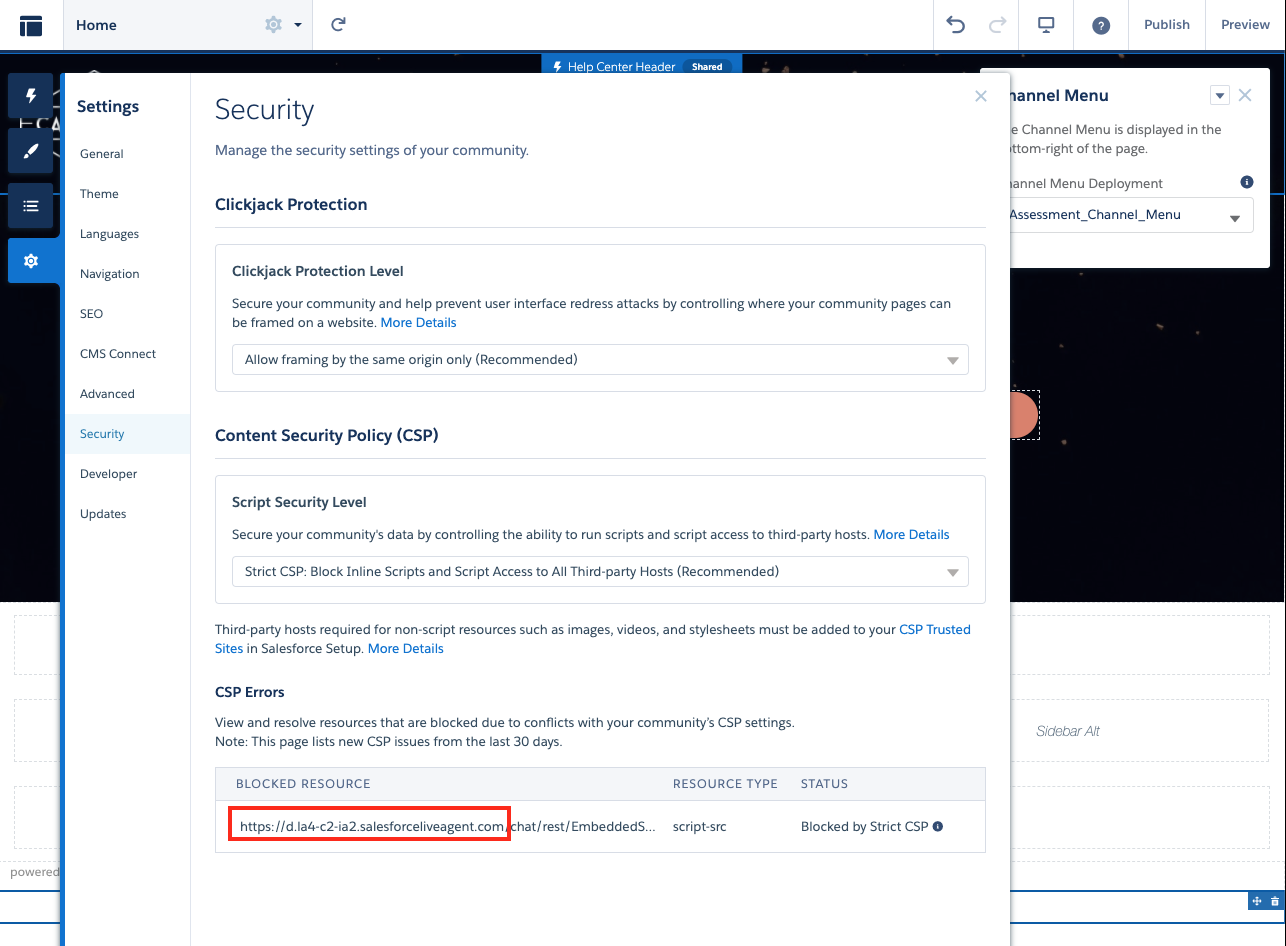 Home
Publish
Preview
Help Center Header Shared
Settings
General
Theme
Languages
Navigation
SEO
CMS Connect
Advanced
Security
Developer
Updates
Security
Manage the security settings of your community.
Clickjack Protection
Clickjack Protection Level
Secure your community and help prevent user interface redress attacks by controlling where your community pages can
be framed on a website. More Details
Allow framing by the same origin only (Recommended)
Content Security Policy (CSP)
Script Security Level
Secure your community's data by controlling the ability to run scripts and script access to third-party hosts. More Details
Strict CSP: Block Inline Scripts and Script Access to All Third-party Hosts (Recommended)
Third-party hosts required for non-script resources such as images, videos, and stylesheets must be added to your CSP Trusted
Sites in Salesforce Setup. More Details
CSP Errors
View and resolve resources that are blocked due to conflicts with your community's CSP settings.
Note: This page lists new CSP issues from the last 30 days.
BLOCKED RESOURCE RESOURCE TYPE STATUS
https://d.la4-c2-ia2.salesforceliveagent.com/chat/rest/EmbeddedS... script-src Blocked by Strict CSP
hannel Menu
e Channel Menu is displayed in the
ottom-right of the page.
hannel Menu Deployment
Assessment_Channel_Menu
Sidebar Alt
powered